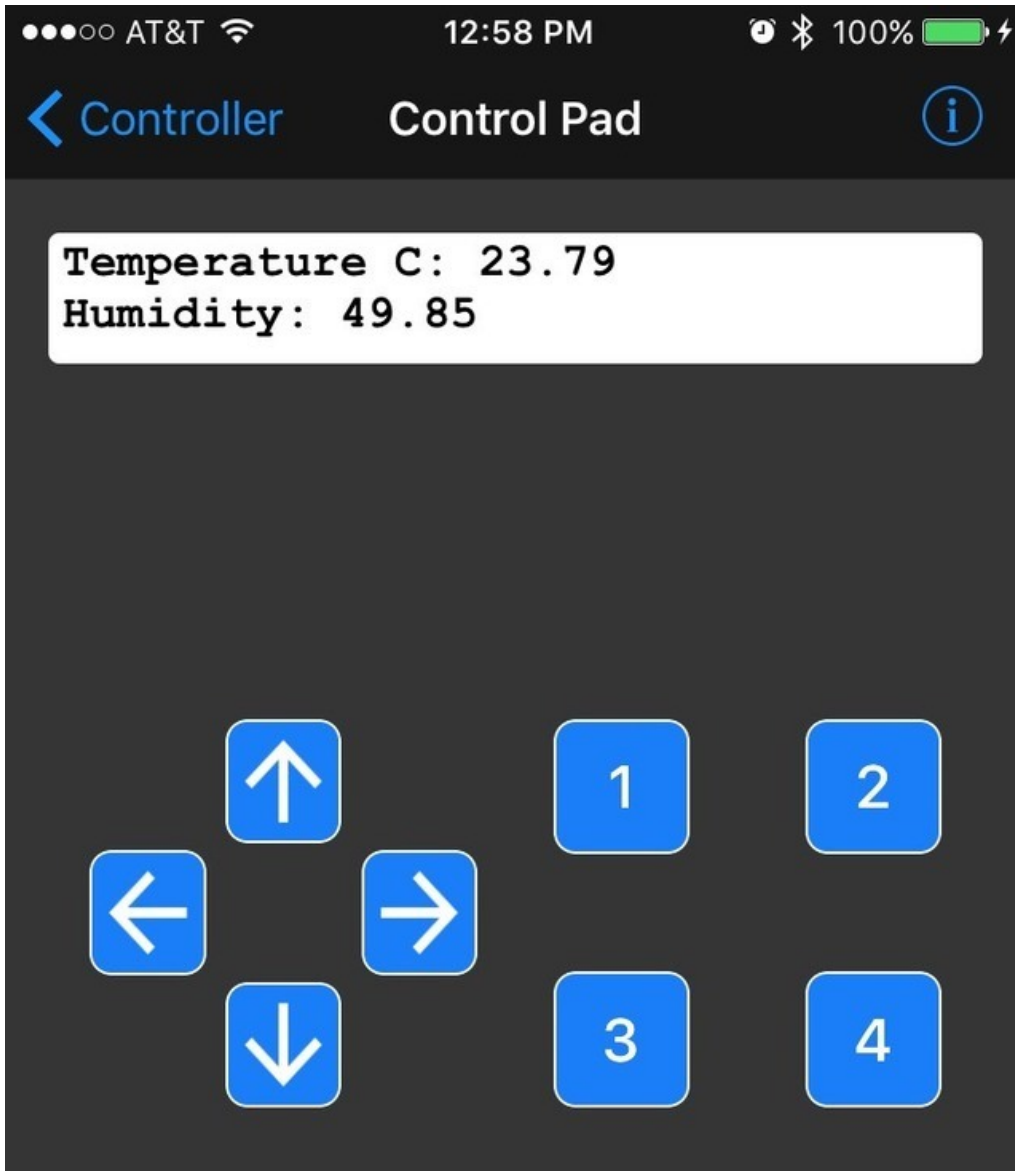 AT&T 12:58 PM 100%
Controller Control Pad i
Temperature C: 23.79
Humidity: 49.85
1 2
3 4